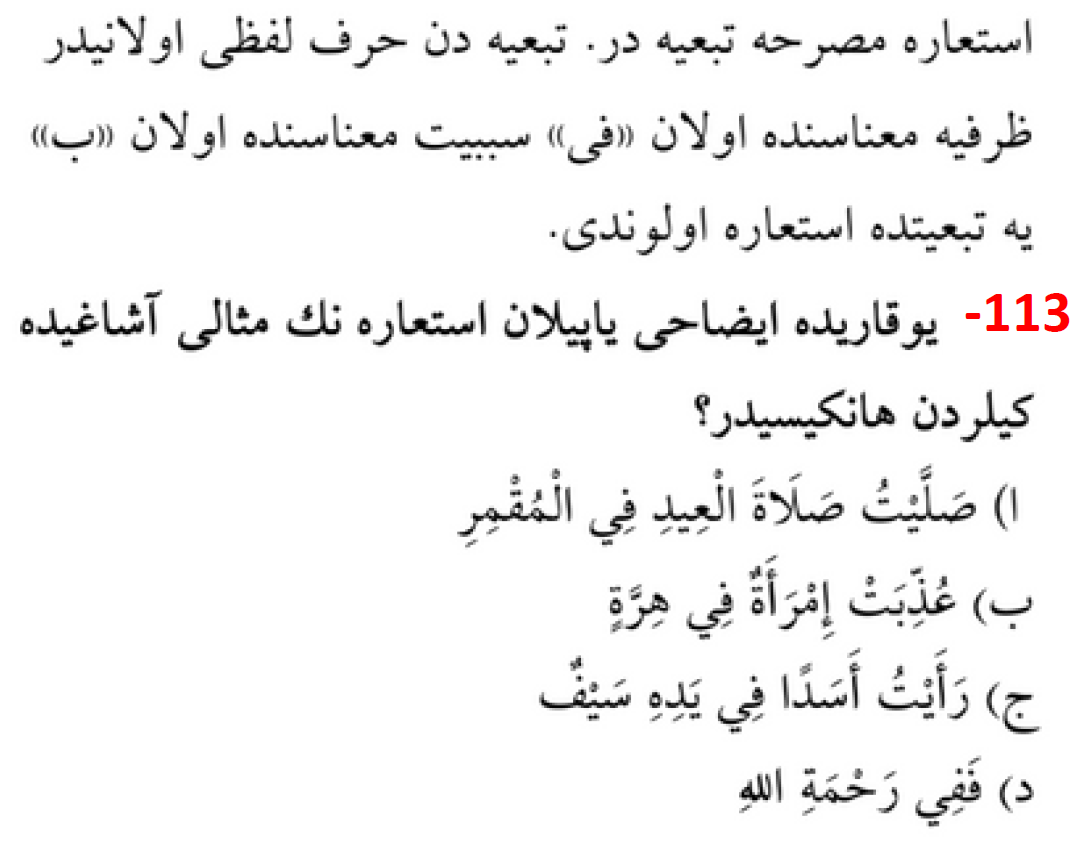 استعاره مصرحه تبعیه در. تبعیه دن حرف لفظی اولانیدر
ظرفیه معناسنده اولان «فی» سببیت معناسنده اولان «ب»
یه تبعیتده استعاره اولوندی.
113- یوقاریده ایضاحی یاپیلان استعاره نك مثالی آشاغیده
کیلردن هانکیسیدر؟
ا) صَلَّيْتُ صَلَاةَ الْعِيدِ فِي الْمُقْمِرِ
ب) عُذِّبَتْ إِمْرَأَةٌ فِي هِرَّةٍ
ج) رَأَيْتُ أَسَدًا فِي يَدِهِ سَيْفٌ
د) فَفِي رَحْمَةِ اللهِ